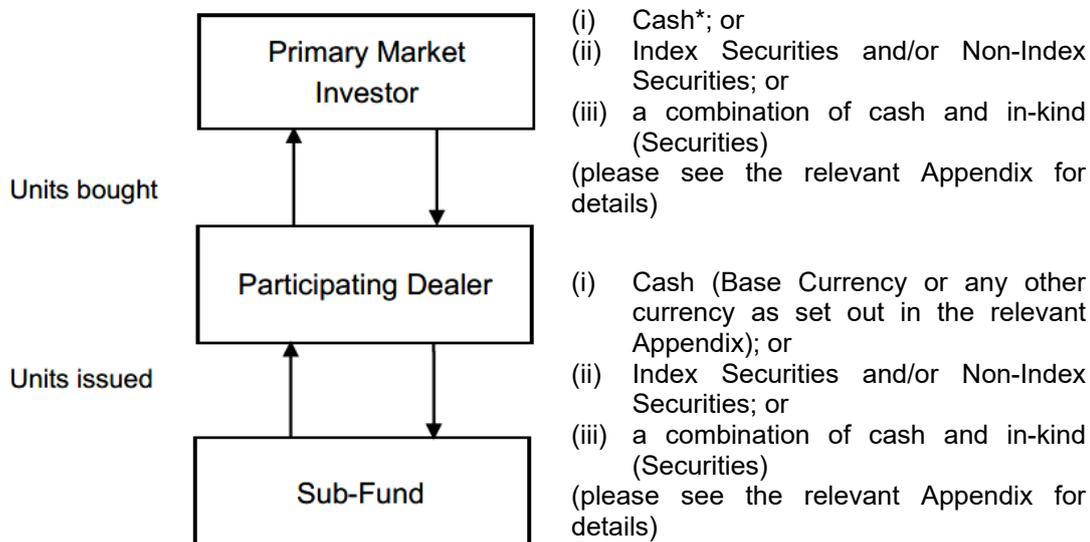 Primary Market
Investor
(i) Cash*; or
(ii) Index Securities and/or Non-Index
Securities; or
(iii) a combination of cash and in-kind
(Securities)
(please see the relevant Appendix for
details)
Units bought
Participating Dealer
(i) Cash (Base Currency or any other
currency as set out in the relevant
Appendix); or
(ii) Index Securities and/or Non-Index
Securities; or
(iii) a combination of cash and in-kind
(Securities)
(please see the relevant Appendix for
details)
Units issued
Sub-Fund